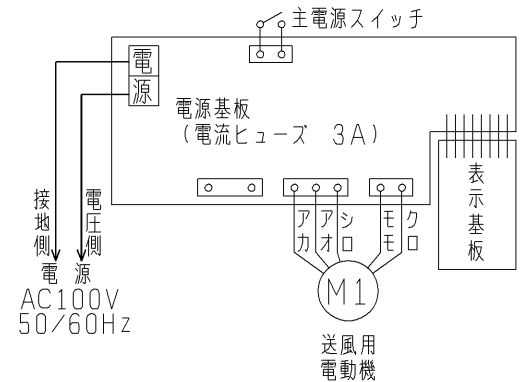 主電源スイッチ
電源
電源基板
(電流ヒューズ 3A)
表示基板
接地側
電圧側
アカ
アオ
シロ
モモ
クロ
電源
AC100V
50/60Hz
M1
送風用
電動機